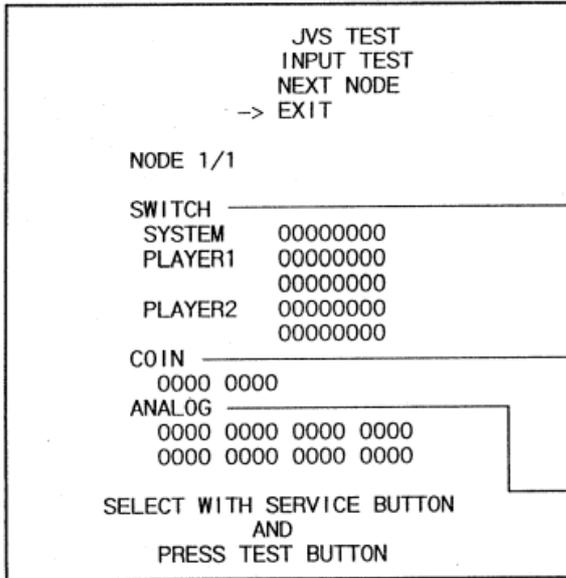 JVS TEST
INPUT TEST
NEXT NODE
-> EXIT
NODE 1/1
SWITCH
SYSTEM 00000000
PLAYER1 00000000
00000000
PLAYER2 00000000
00000000
COIN
0000 0000
ANALOG
0000 0000 0000 0000
0000 0000 0000 0000
SELECT WITH SERVICE BUTTON
AND
PRESS TEST BUTTON